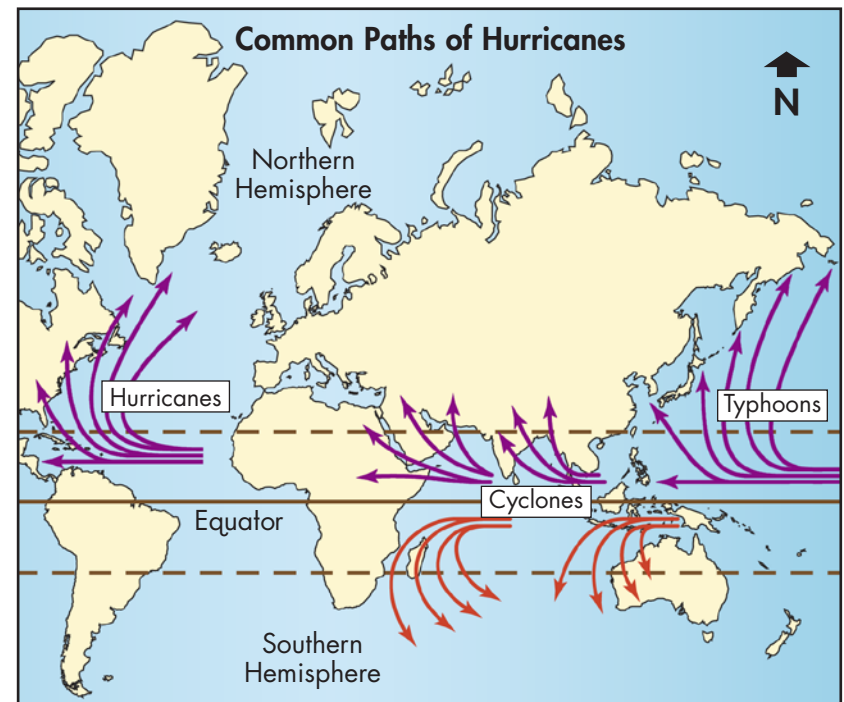 Common Paths of Hurricanes
N
Northern
Hemisphere
Hurricanes
Typhoons
Cyclones
Equator
Southern
Hemisphere